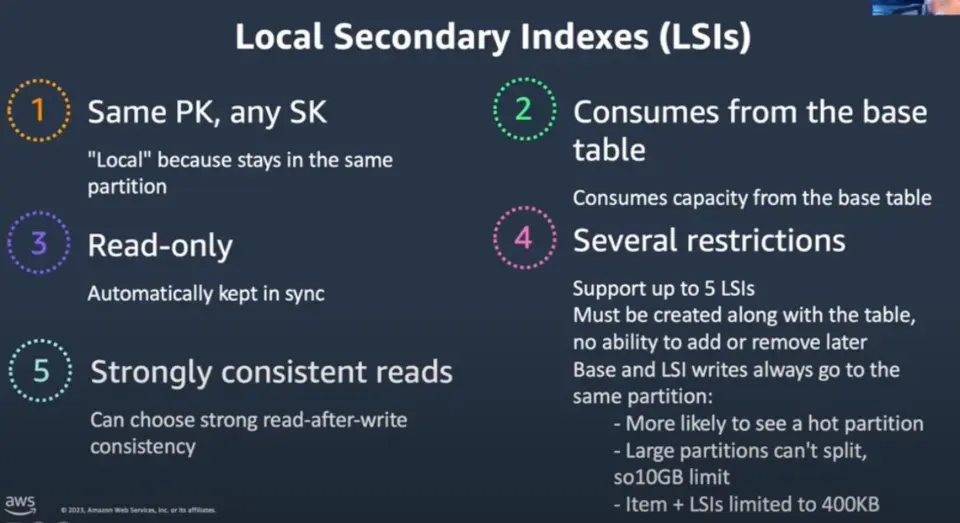 Local Secondary Indexes (LSIs)
1
Same PK, any SK
"Local" because stays in the same
partition
2
Consumes from the base
table
Consumes capacity from the base table
3
Read-only
Automatically kept in sync
4
Several restrictions
Support up to 5 LSIs
Must be created along with the table,
no ability to add or remove later
Base and LSI writes always go to the
same partition:
- More likely to see a hot partition
- Large partitions can't split,
so10GB limit
- Item + LSIs limited to 400KB
5
Strongly consistent reads
Can choose strong read-after-write
consistency
aws
© 2023, Amazon Web Services, Inc. or its affiliates.